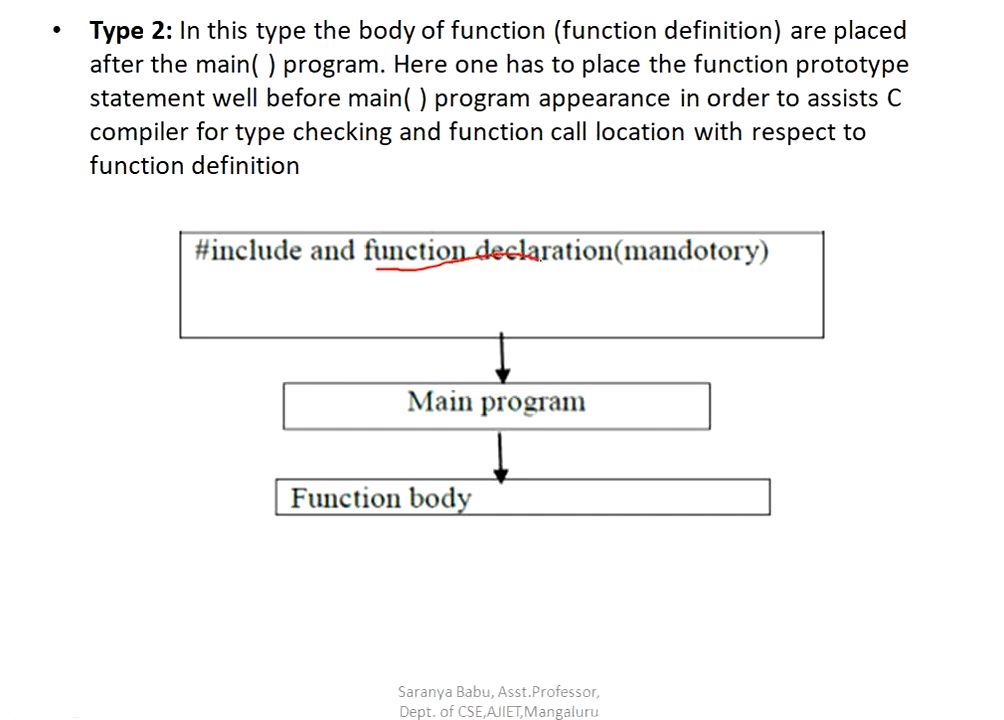 • Type 2: In this type the body of function (function definition) are placed
after the main( ) program. Here one has to place the function prototype
statement well before main( ) program appearance in order to assists C
compiler for type checking and function call location with respect to
function definition
#include and function declaration(mandotory)
Main program
Function body
Saranya Babu, Asst.Professor,
Dept. of CSE,AJIET,Mangaluru